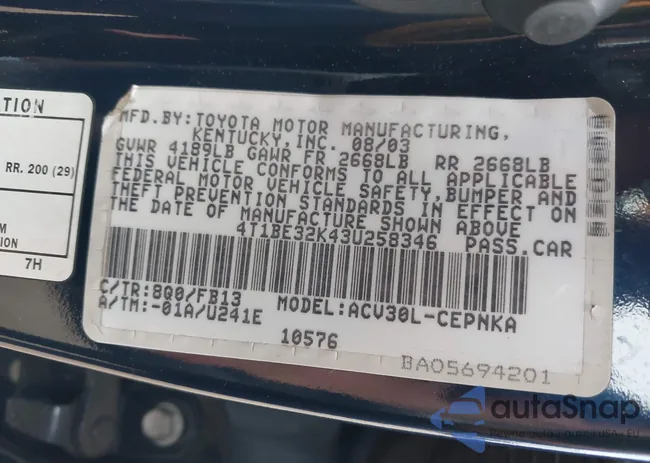 ATION
RR. 200 (29)
M
SION
7H
MFD.BY:TOYOTA MOTOR MANUFACTURING,
KENTUCKY,INC. 08/03
GVWR 4189LB GAWR FR 2668LB RR 2668LB
THIS VEHICLE CONFORMS TO ALL APPLICABLE
FEDERAL MOTOR VEHICLE SAFETY,BUMPER,AND
THEFT PREVENTION STANDARDS IN EFFECT ON
THE DATE OF MANUFACTURE SHOWN ABOVE
4T1BE32K43U258346 PASS.CAR
C/TR:8Q0/FB13 MODEL:ACV30L-CEPNKA
A/TM:-01A/U241E
10576
BA05694201
autaSnap